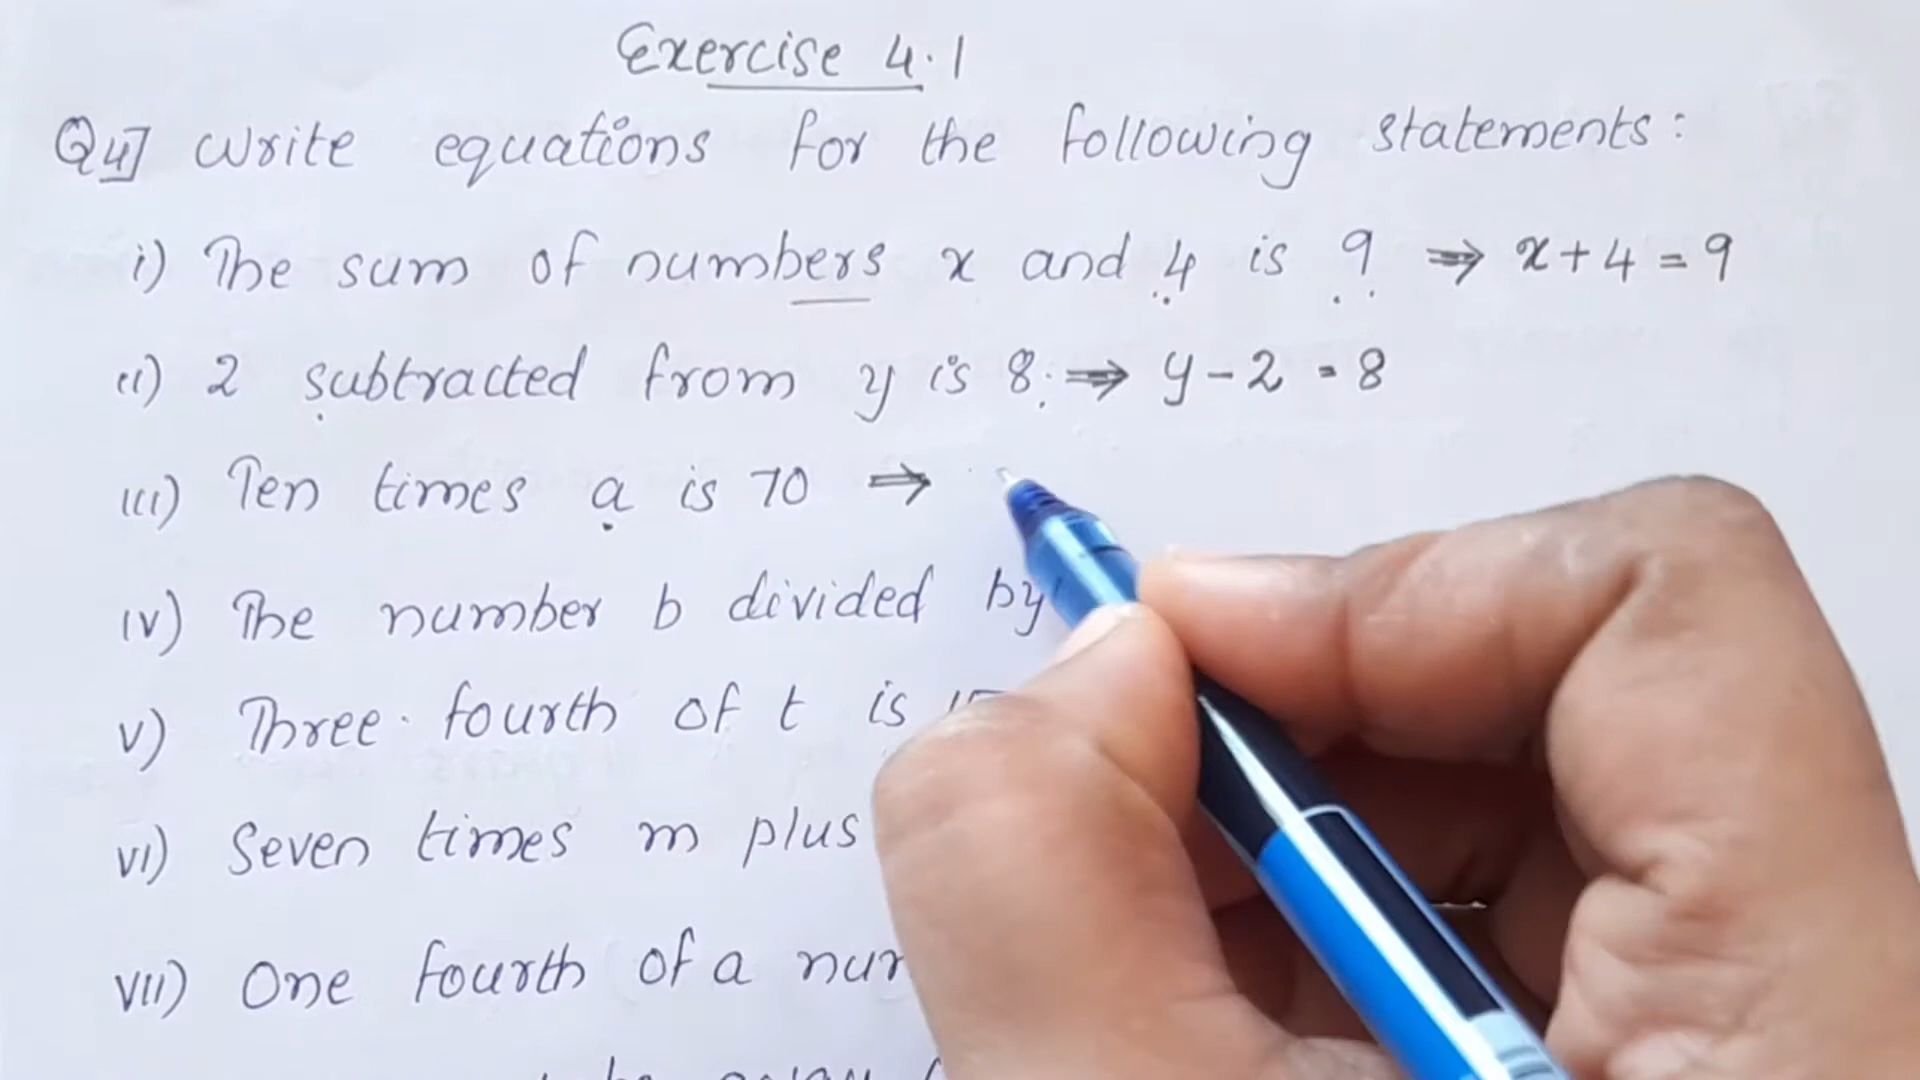 Exercise 4.1
Q4] Write equations for the following statements:
i) The sum of numbers x and 4 is 9 ⇒ x + 4 = 9
ii) 2 subtracted from y is 8. ⇒ y - 2 = 8
iii) Ten times a is 70 ⇒
iv) The number b divided by
v) Three fourth of t is
vi) Seven times m plus
vii) One fourth of a